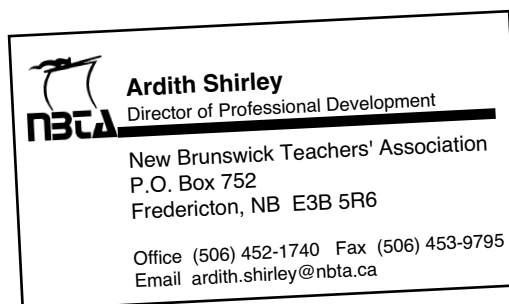 NBTA
Ardith Shirley
Director of Professional Development
New Brunswick Teachers' Association
P.O. Box 752
Fredericton, NB E3B 5R6
Office (506) 452-1740 Fax (506) 453-9795
Email ardith.shirley@nbta.ca